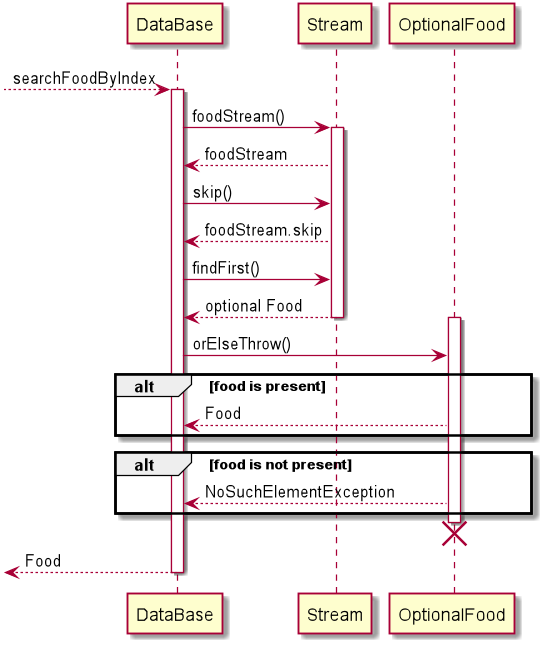 DataBase Stream OptionalFood
searchFoodByIndex
foodStream()
foodStream
skip()
foodStream.skip
findFirst()
optional Food
orElseThrow()
alt [food is present]
Food
alt [food is not present]
NoSuchElementException
Food
DataBase Stream OptionalFood